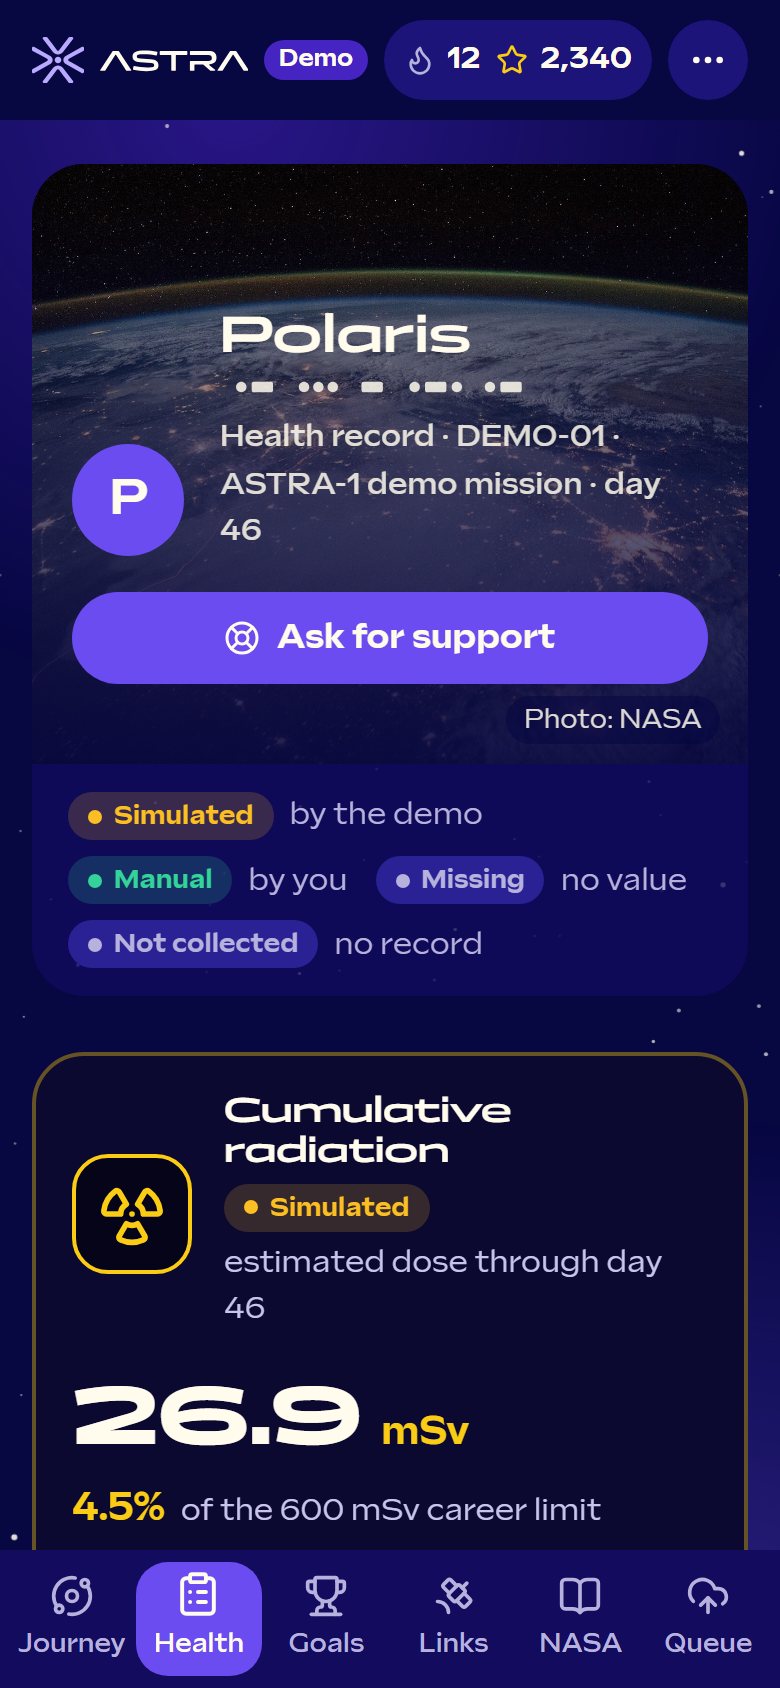 ASTRA Demo 12 2,340
Polaris
Health record · DEMO-01 ·
ASTRA-1 demo mission · day
46
P
Ask for support
Photo: NASA
Simulated by the demo
Manual by you Missing no value
Not collected no record
Cumulative
radiation
Simulated
estimated dose through day
46
26.9 mSv
4.5% of the 600 mSv career limit
Journey Health Goals Links NASA Queue